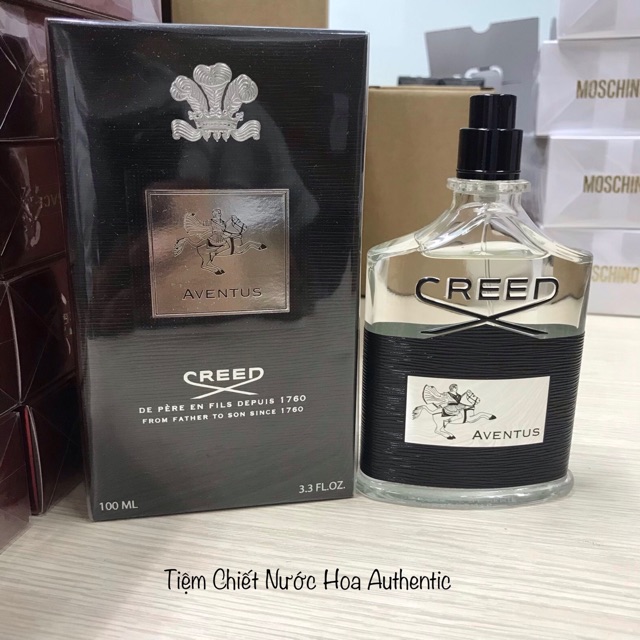 AVENTUS
CREED
DE PÈRE EN FILS DEPUIS 1760
FROM FATHER TO SON SINCE 1760
100 ML
3.3 FL.OZ.
CREED
AVENTUS
MOSCHINO
MOSCHINO
MOSCHINO
Tiệm Chiết Nước Hoa Authentic